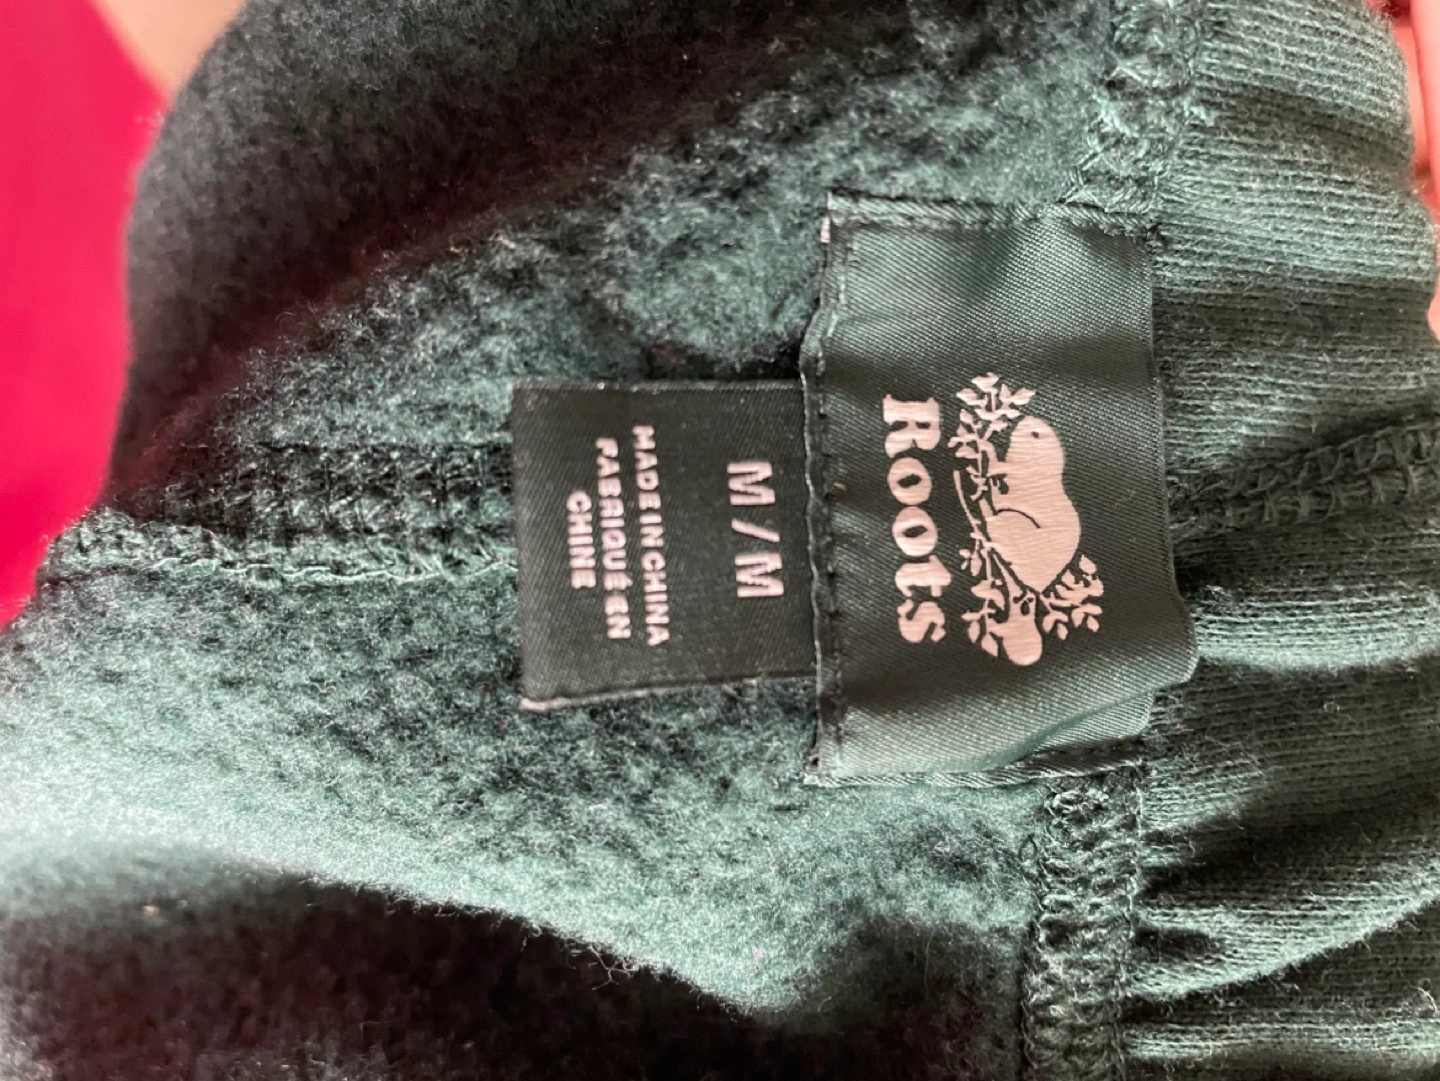 Roots
M / M
MADE IN CHINA
FABRIQUÉ EN
CHINE